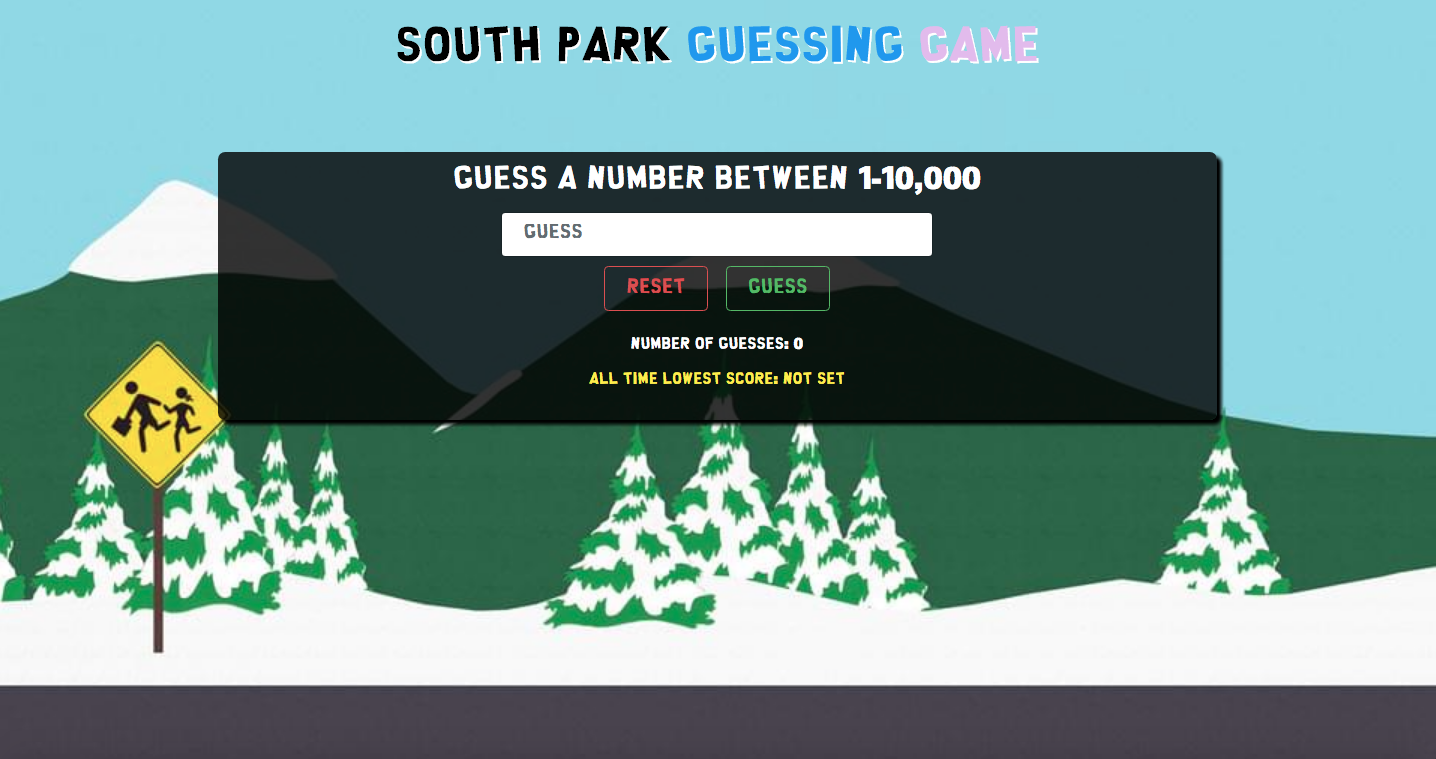 SOUTH PARK GUESSING GAME
GUESS A NUMBER BETWEEN 1-10,000
GUESS
RESET GUESS
NUMBER OF GUESSES: 0
ALL TIME LOWEST SCORE: NOT SET